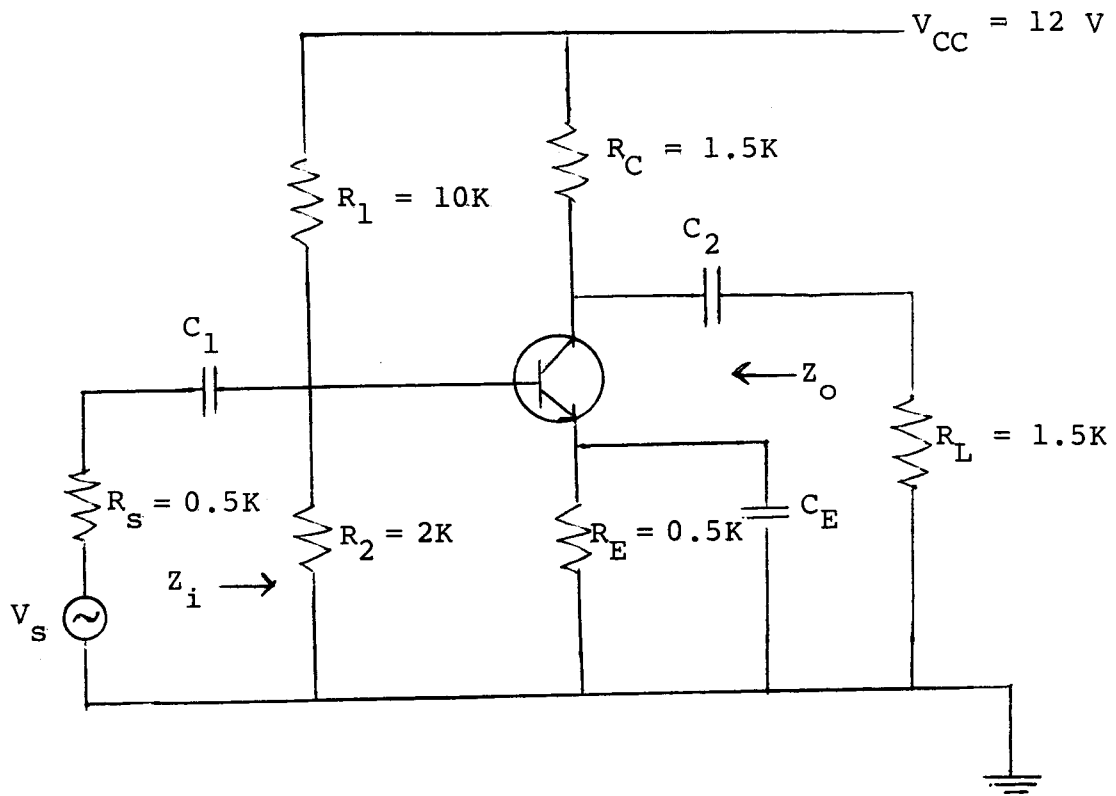 V_CC = 12 V
R_C = 1.5K
R_1 = 10K
C_2
C_1
Z_o
R_L = 1.5K
R_s = 0.5K
R_2 = 2K
R_E = 0.5K
C_E
Z_i
V_s